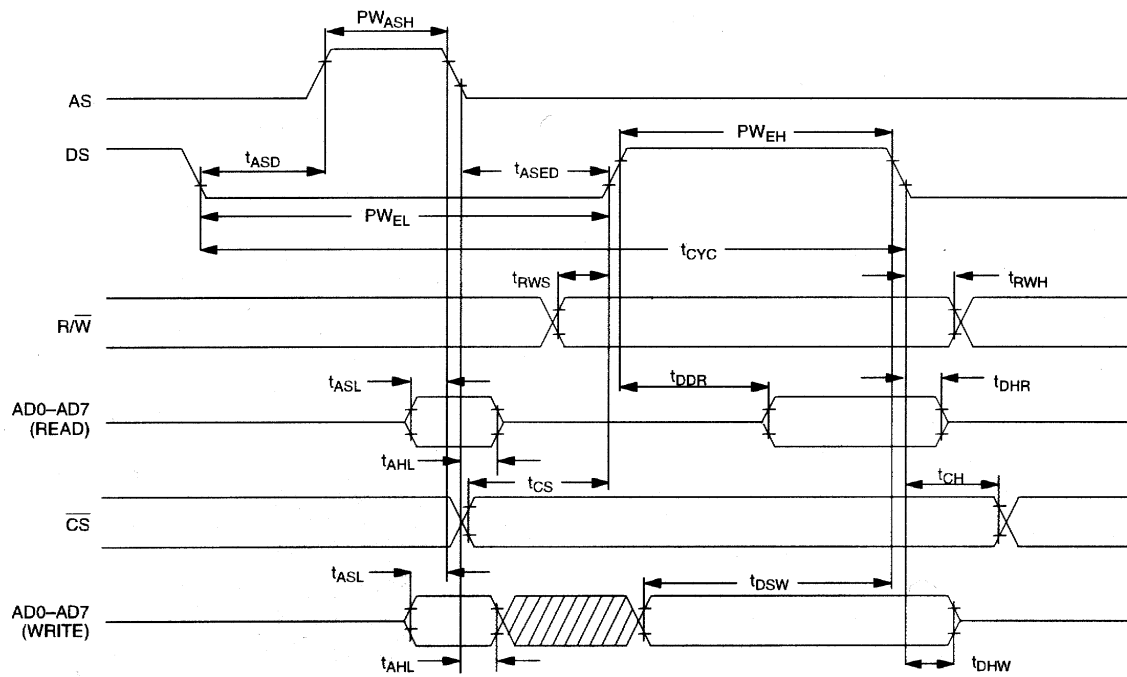 PW_ASH
AS
DS
t_ASD
PW_EH
t_ASED
PW_EL
t_CYC
t_RWS
t_RWH
R/W̅
t_ASL
t_DDR
t_DHR
AD0–AD7
(READ)
t_AHL
t_CS
t_CH
C̅S̅
t_ASL
t_DSW
AD0–AD7
(WRITE)
t_AHL
t_DHW